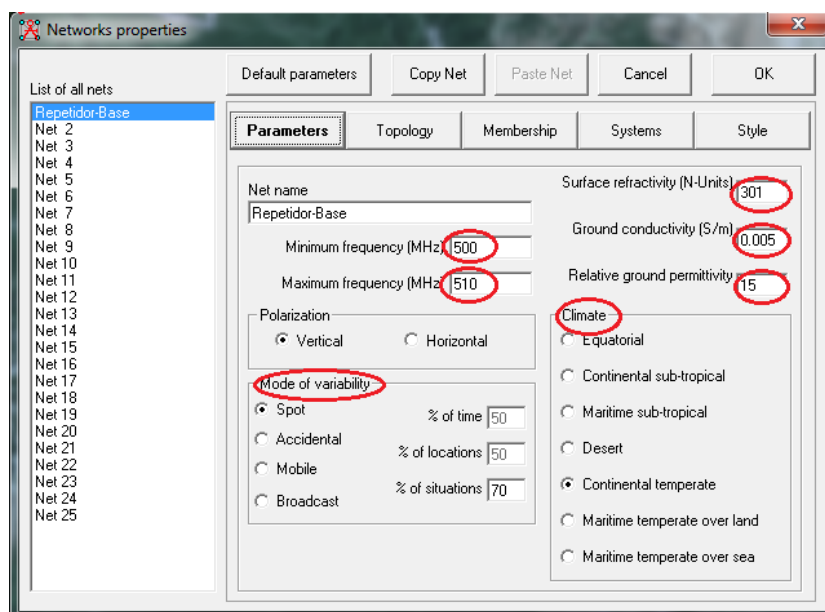 Networks properties
Default parameters
Copy Net
Paste Net
Cancel
OK
List of all nets
Repetidor-Base
Net 2
Net 3
Net 4
Net 5
Net 6
Net 7
Net 8
Net 9
Net 10
Net 11
Net 12
Net 13
Net 14
Net 15
Net 16
Net 17
Net 18
Net 19
Net 20
Net 21
Net 22
Net 23
Net 24
Net 25
Parameters
Topology
Membership
Systems
Style
Net name
Repetidor-Base
Minimum frequency (MHz) 500
Maximum frequency (MHz) 510
Surface refractivity (N-Units) 301
Ground conductivity (S/m) 0.005
Relative ground permittivity 15
Polarization
Vertical
Horizontal
Mode of variability
Spot
Accidental
Mobile
Broadcast
% of time 50
% of locations 50
% of situations 70
Climate
Equatorial
Continental sub-tropical
Maritime sub-tropical
Desert
Continental temperate
Maritime temperate over land
Maritime temperate over sea